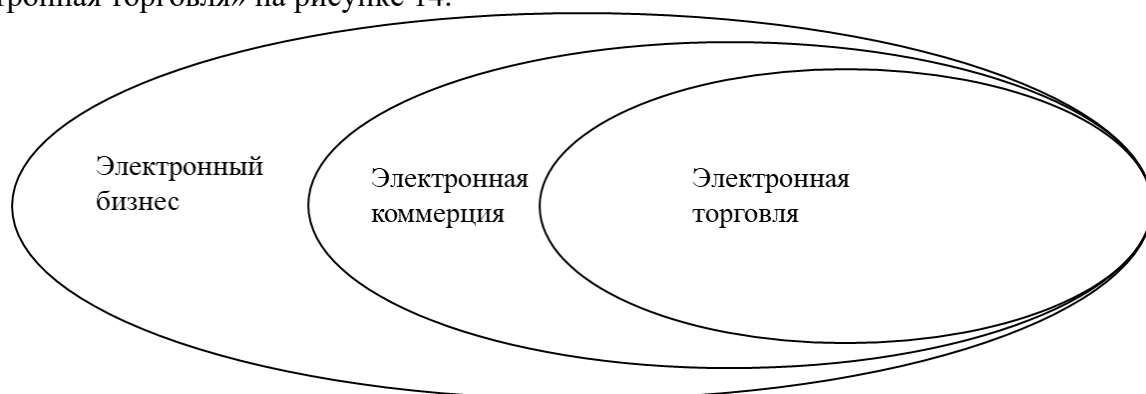 тронная торговля» на рисунке 14.
Электронный
бизнес
Электронная
коммерция
Электронная
торговля